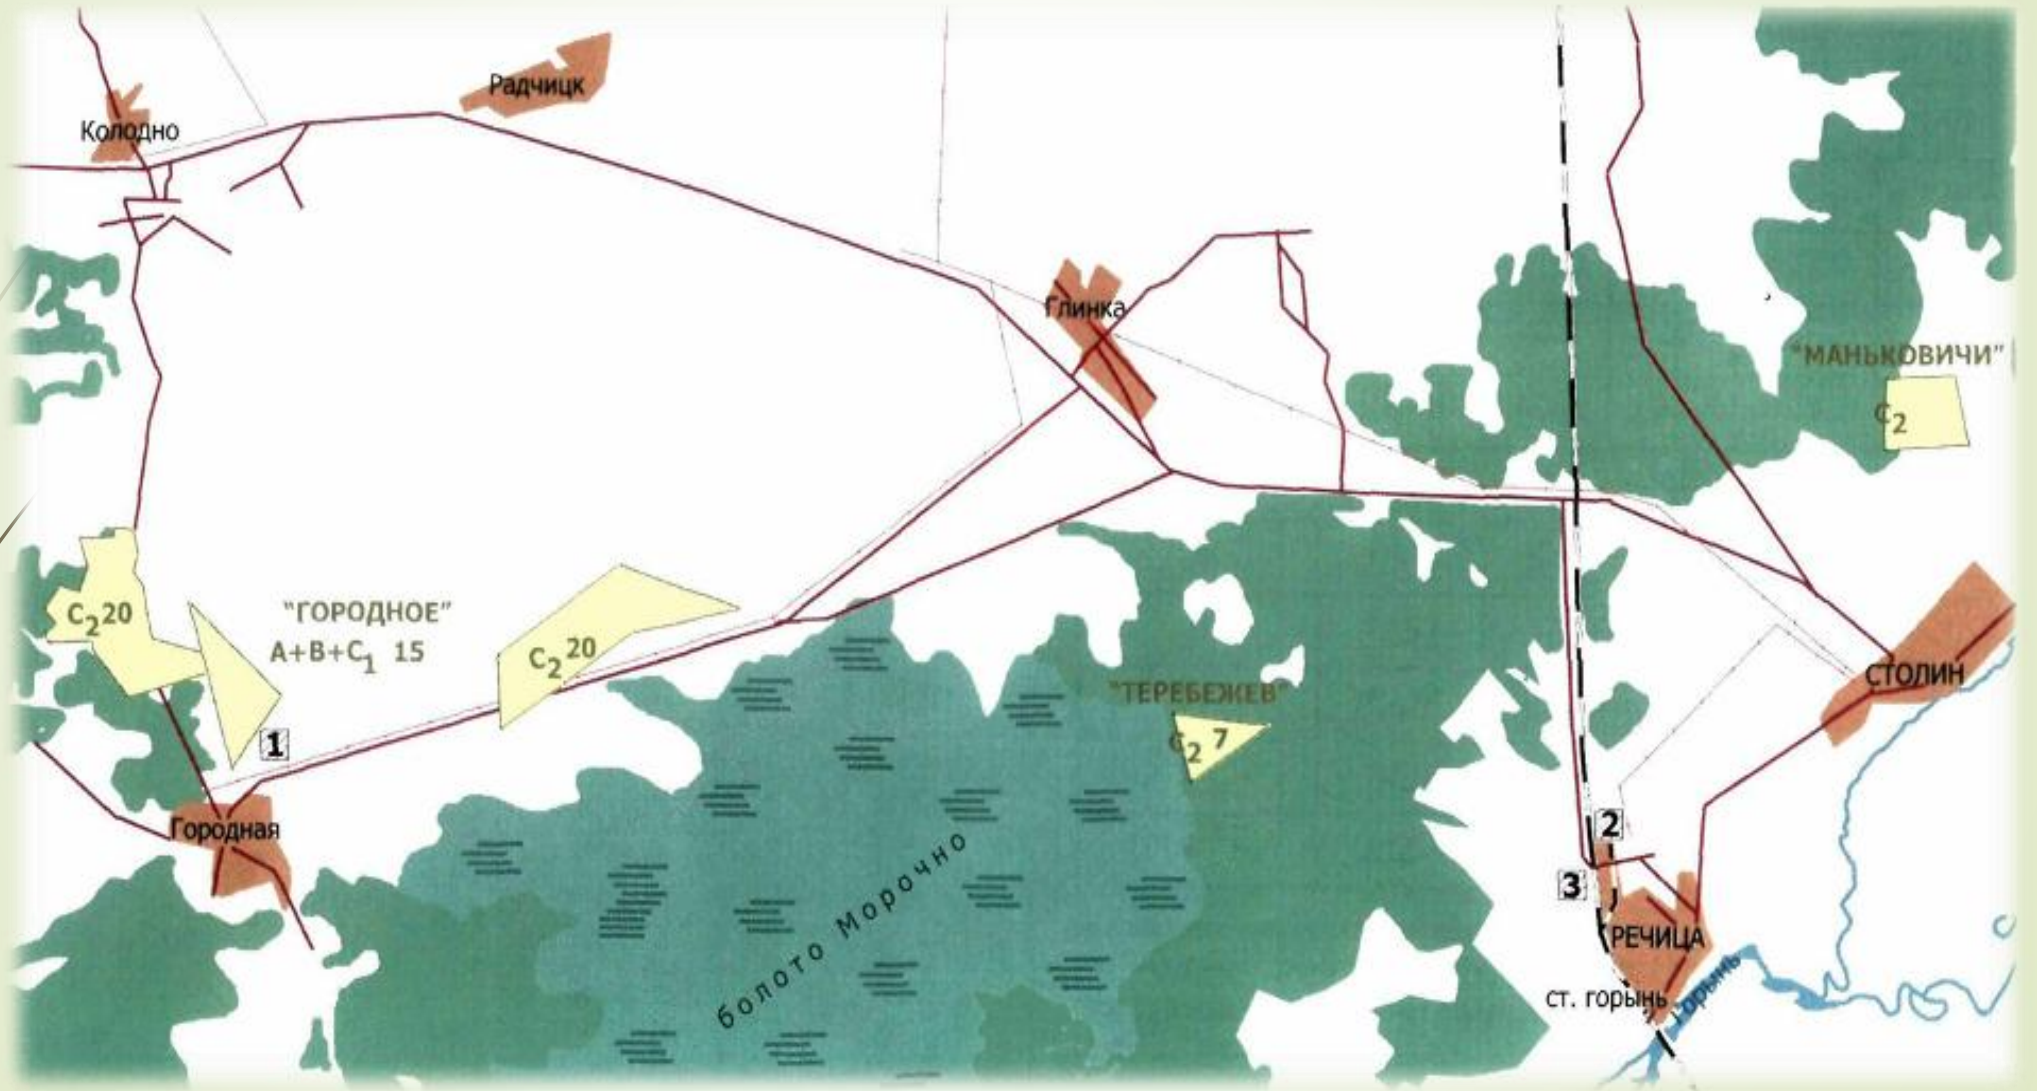 Радчицк
Колодно
Глинка
"МАНЬКОВИЧИ"
C2
C2 20
"ГОРОДНОЕ"
A+B+C1 15
C2 20
"ТЕРЕБЕЖЕВ"
C2 7
СТОЛИН
1
Городная
2
3
болото Морочно
РЕЧИЦА
ст. горынь
Горынь